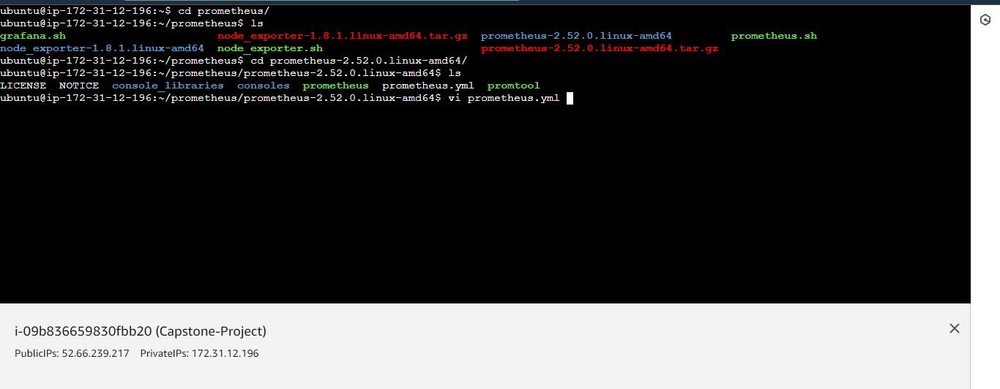 ubuntu@ip-172-31-12-196:~$ cd prometheus/
ubuntu@ip-172-31-12-196:~/prometheus$ ls
grafana.sh node_exporter-1.8.1.linux-amd64.tar.gz prometheus-2.52.0.linux-amd64 prometheus.sh
node_exporter-1.8.1.linux-amd64 node_exporter.sh prometheus-2.52.0.linux-amd64.tar.gz
ubuntu@ip-172-31-12-196:~/prometheus$ cd prometheus-2.52.0.linux-amd64/
ubuntu@ip-172-31-12-196:~/prometheus/prometheus-2.52.0.linux-amd64$ ls
LICENSE NOTICE console_libraries consoles prometheus prometheus.yml promtool
ubuntu@ip-172-31-12-196:~/prometheus/prometheus-2.52.0.linux-amd64$ vi prometheus.yml
i-09b836659830fbb20 (Capstone-Project)
PublicIPs: 52.66.239.217 PrivateIPs: 172.31.12.196